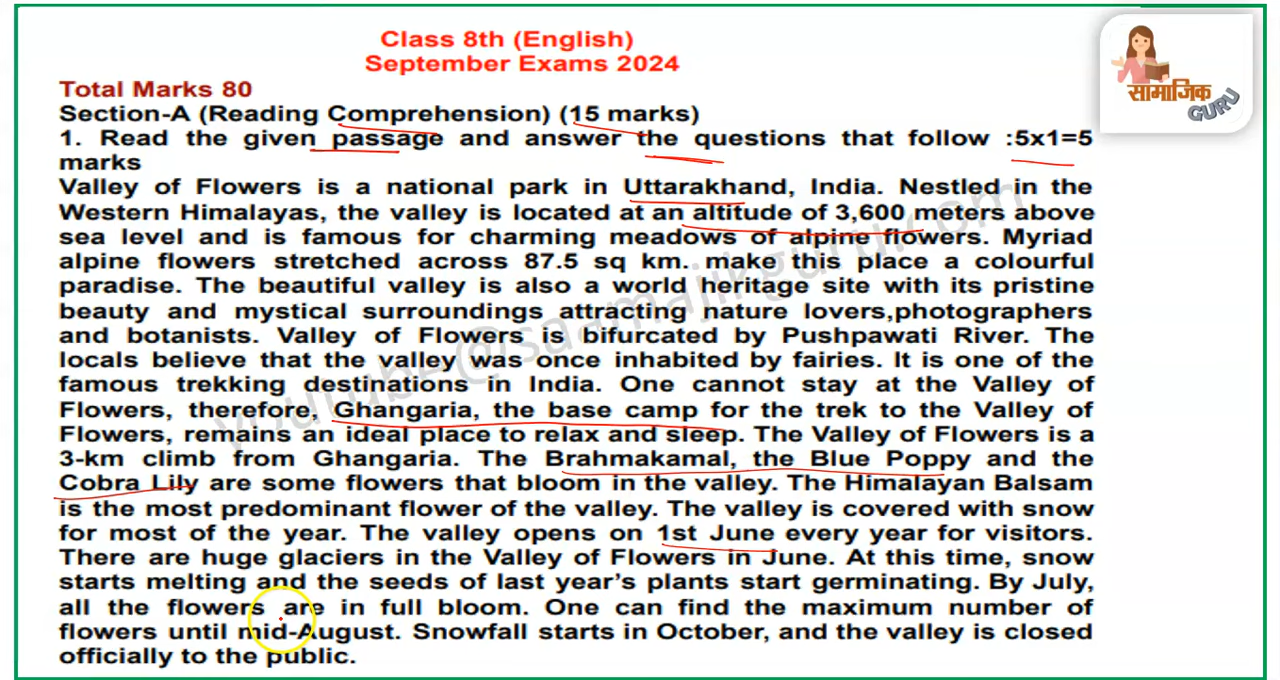 Class 8th (English)
September Exams 2024
सामाजिक
GURU
Total Marks 80
Section-A (Reading Comprehension) (15 marks)
1. Read the given passage and answer the questions that follow :5x1=5
marks
Valley of Flowers is a national park in Uttarakhand, India. Nestled in the
Western Himalayas, the valley is located at an altitude of 3,600 meters above
sea level and is famous for charming meadows of alpine flowers. Myriad
alpine flowers stretched across 87.5 sq km. make this place a colourful
paradise. The beautiful valley is also a world heritage site with its pristine
beauty and mystical surroundings attracting nature lovers,photographers
and botanists. Valley of Flowers is bifurcated by Pushpawati River. The
locals believe that the valley was once inhabited by fairies. It is one of the
famous trekking destinations in India. One cannot stay at the Valley of
Flowers, therefore, Ghangaria, the base camp for the trek to the Valley of
Flowers, remains an ideal place to relax and sleep. The Valley of Flowers is a
3-km climb from Ghangaria. The Brahmakamal, the Blue Poppy and the
Cobra Lily are some flowers that bloom in the valley. The Himalayan Balsam
is the most predominant flower of the valley. The valley is covered with snow
for most of the year. The valley opens on 1st June every year for visitors.
There are huge glaciers in the Valley of Flowers in June. At this time, snow
starts melting and the seeds of last year's plants start germinating. By July,
all the flowers are in full bloom. One can find the maximum number of
flowers until mid-August. Snowfall starts in October, and the valley is closed
officially to the public.
youtube@saamajikguru.com